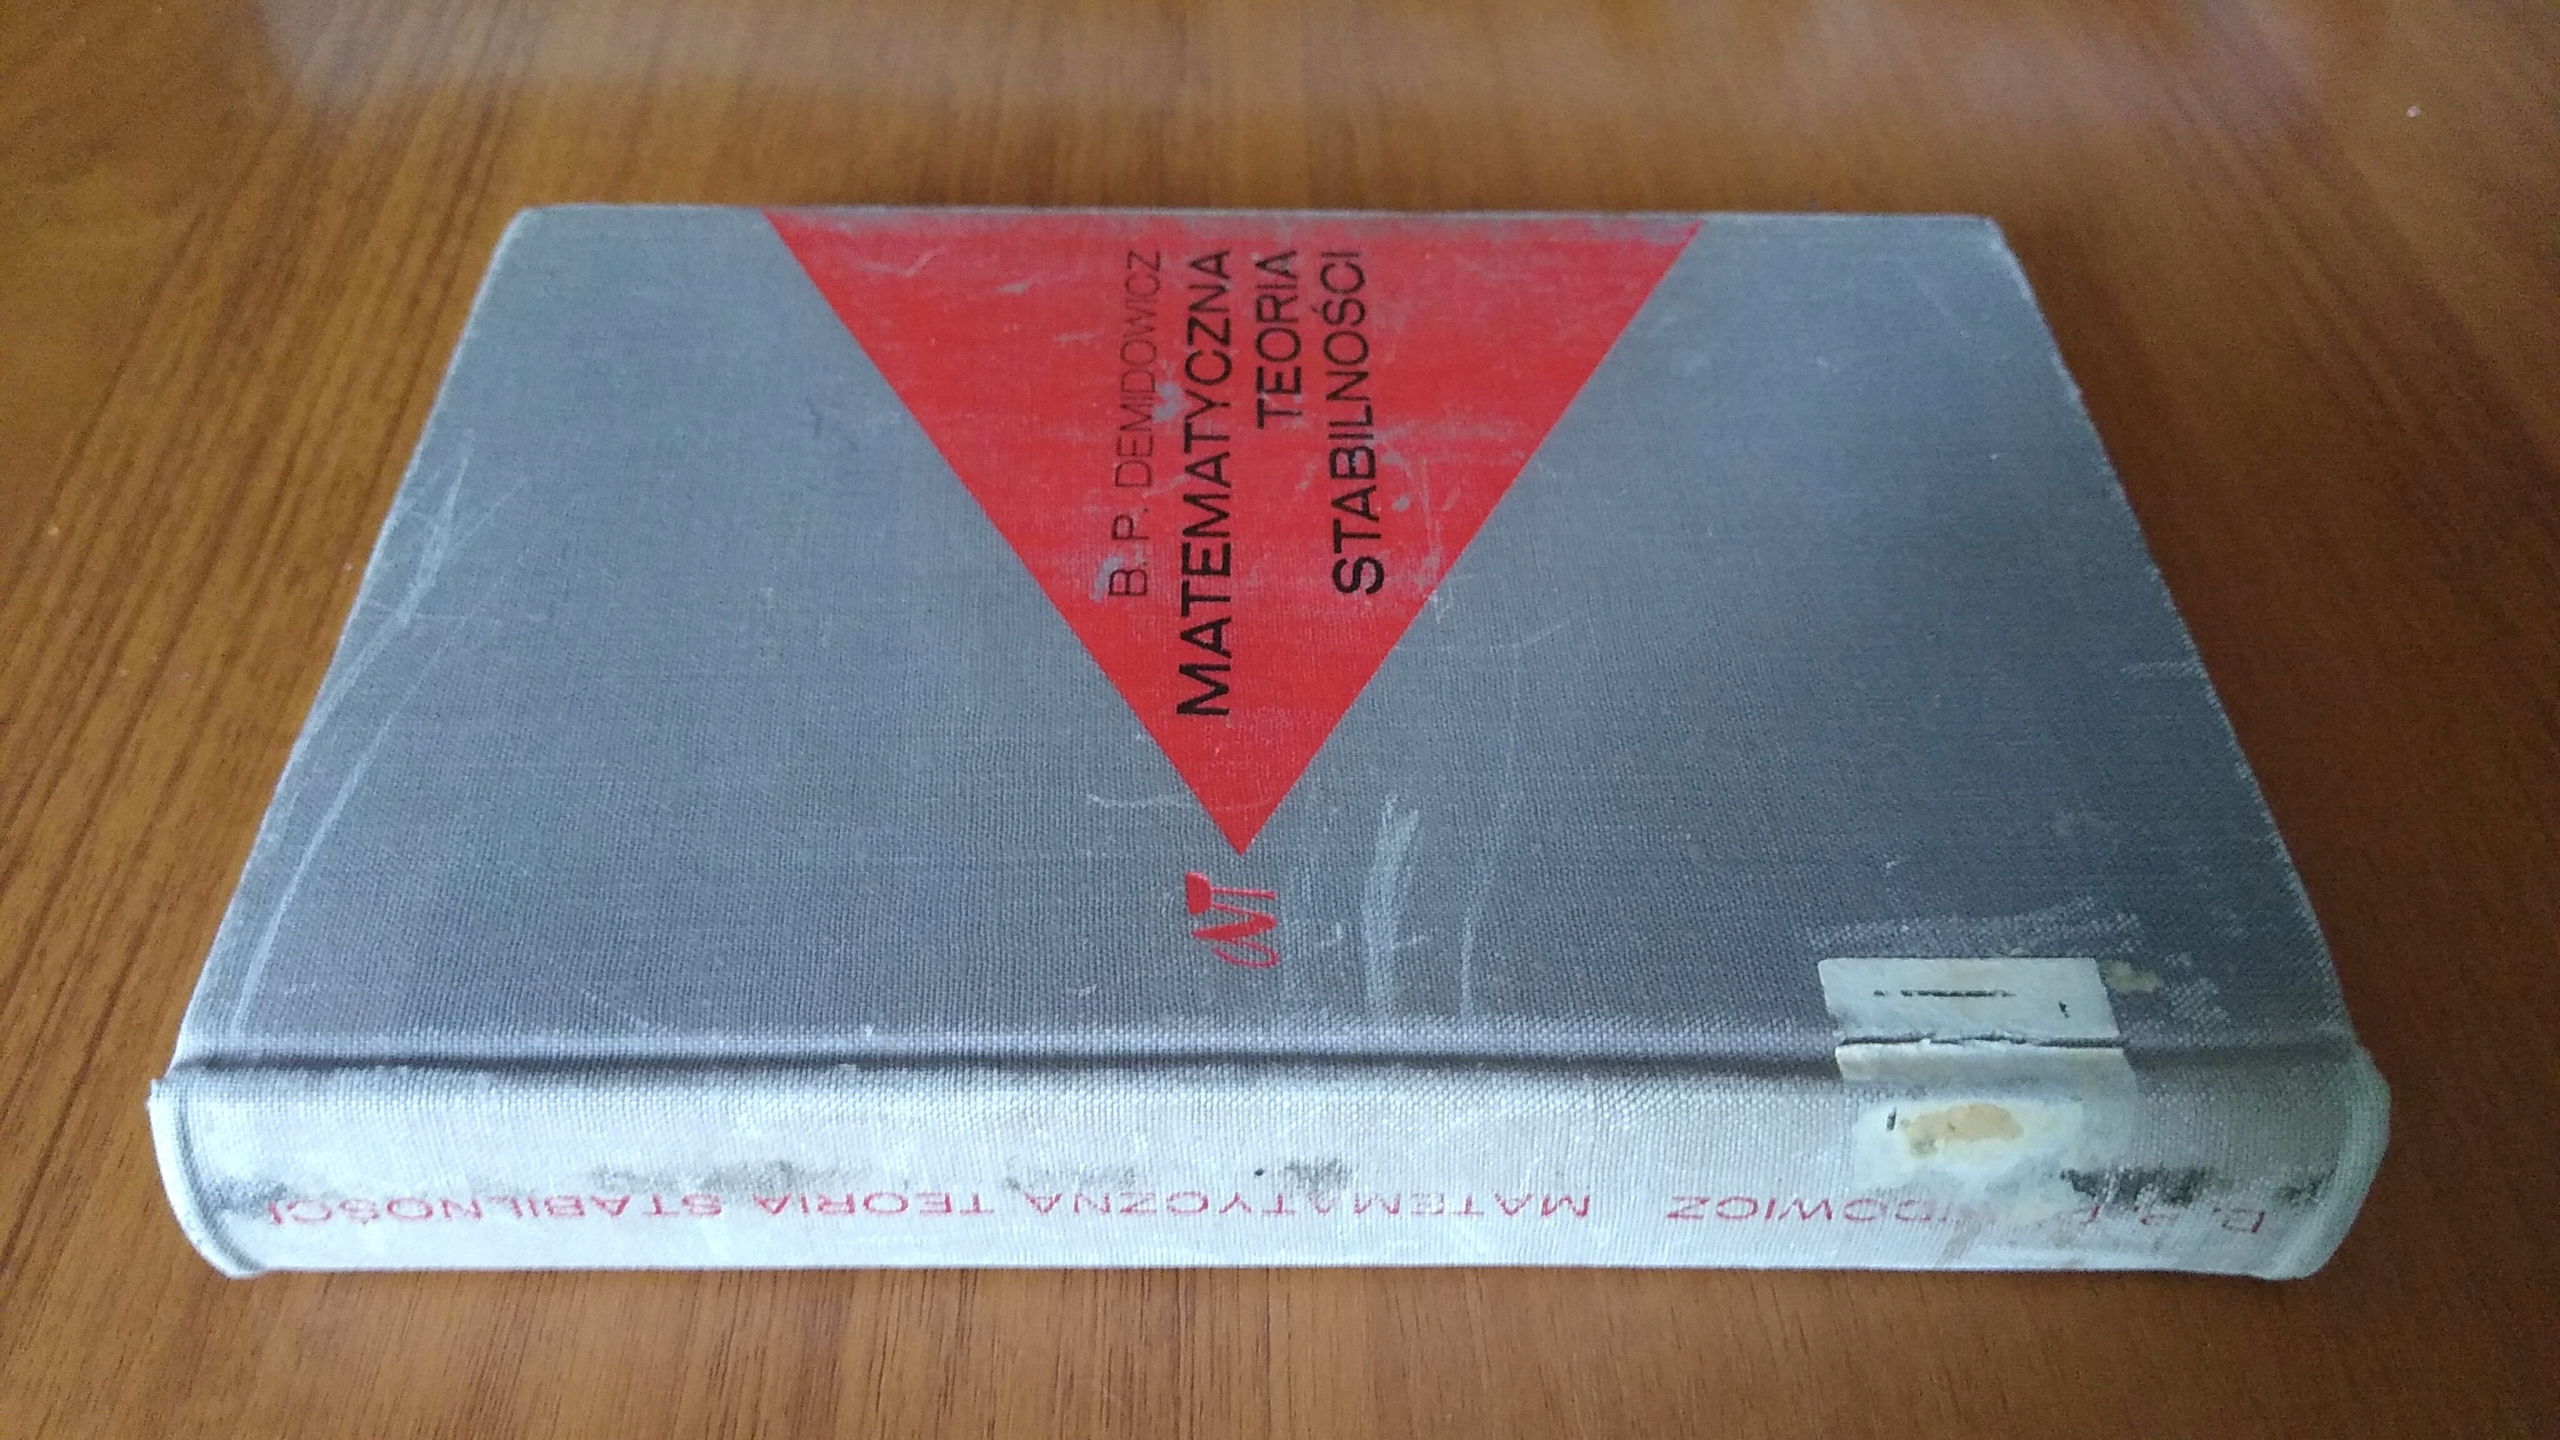 B. P. DEMIDOWICZ
MATEMATYCZNA
TEORIA
STABILNOŚCI
MATEMATYCZNA TEORIA STABILNOŚCI